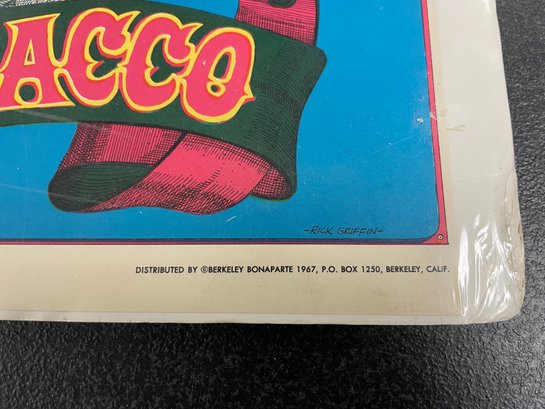 ACCO
-RICK GRIFFIN-
DISTRIBUTED BY ©BERKELEY BONAPARTE 1967, P.O. BOX 1250, BERKELEY, CALIF.